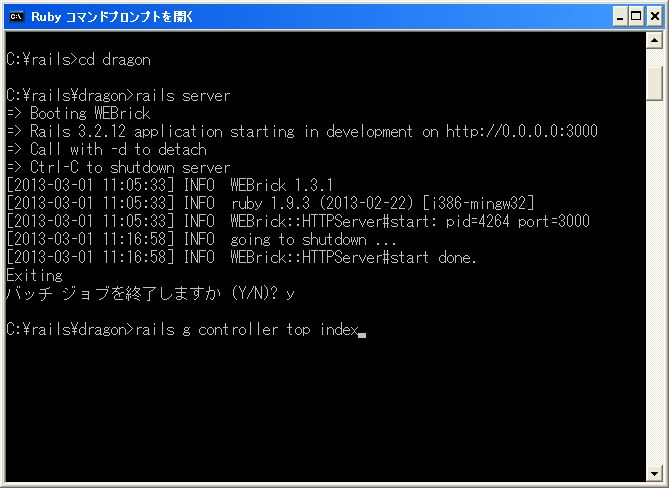 Ruby コマンドプロンプトを開く
C:¥rails>cd dragon
C:¥rails¥dragon>rails server
=> Booting WEBrick
=> Rails 3.2.12 application starting in development on http://0.0.0.0:3000
=> Call with -d to detach
=> Ctrl-C to shutdown server
[2013-03-01 11:05:33] INFO  WEBrick 1.3.1
[2013-03-01 11:05:33] INFO  ruby 1.9.3 (2013-02-22) [i386-mingw32]
[2013-03-01 11:05:33] INFO  WEBrick::HTTPServer#start: pid=4264 port=3000
[2013-03-01 11:16:58] INFO  going to shutdown ...
[2013-03-01 11:16:58] INFO  WEBrick::HTTPServer#start done.
Exiting
バッチ ジョブを終了しますか (Y/N)? y
C:¥rails¥dragon>rails g controller top index